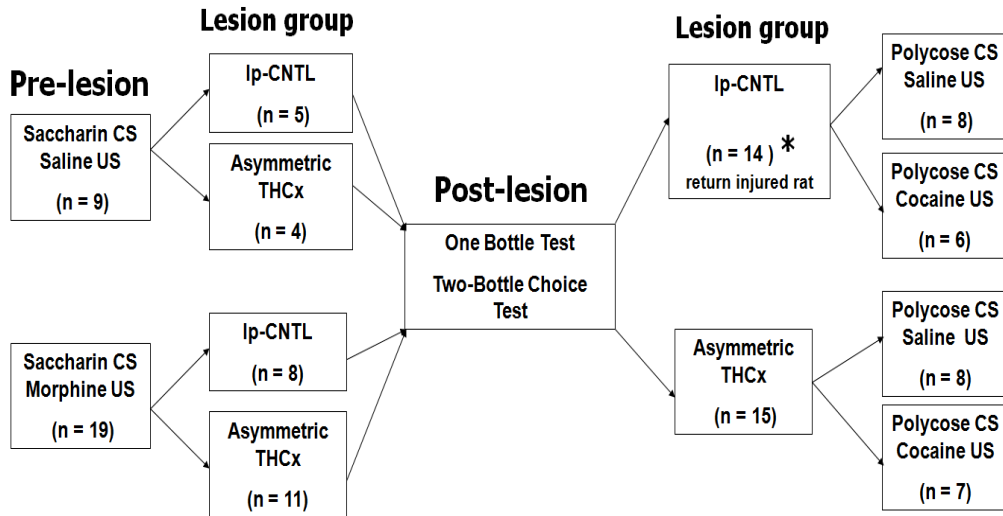 Pre-lesion
Saccharin CS
Saline US
(n = 9)
Saccharin CS
Morphine US
(n = 19)
Lesion group
Ip-CNTL
(n = 5)
Asymmetric
THCx
(n = 4)
Ip-CNTL
(n = 8)
Asymmetric
THCx
(n = 11)
Post-lesion
One Bottle Test
Two-Bottle Choice
Test
Lesion group
Ip-CNTL
(n = 14 ) *
return injured rat
Asymmetric
THCx
(n = 15)
Polycose CS
Saline US
(n = 8)
Polycose CS
Cocaine US
(n = 6)
Polycose CS
Saline US
(n = 8)
Polycose CS
Cocaine US
(n = 7)